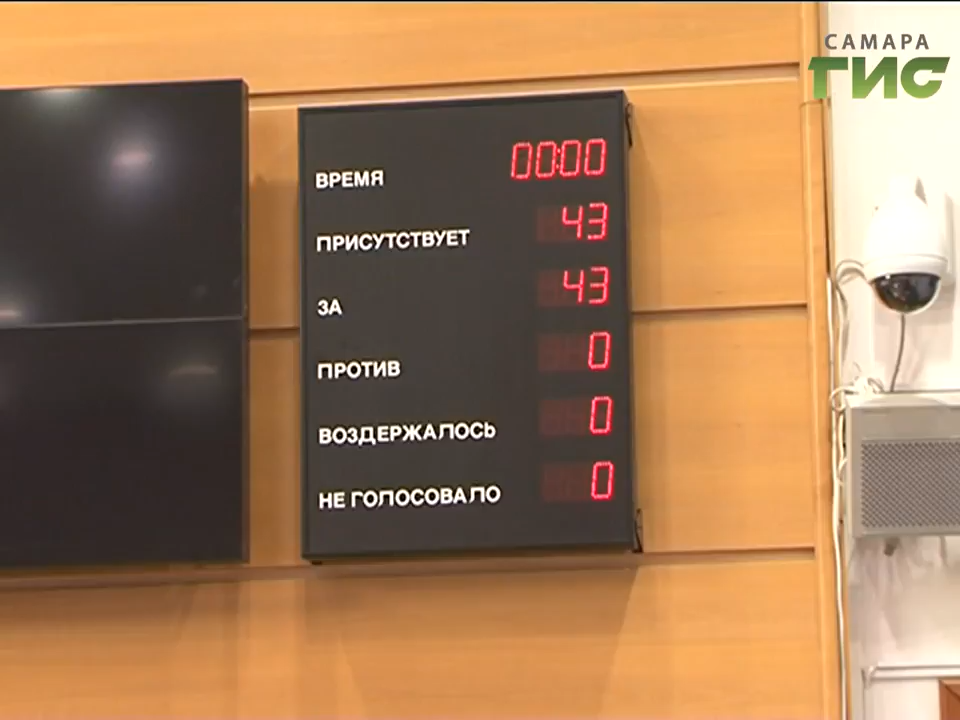 САМАРА
ГИС
ВРЕМЯ 00:00
ПРИСУТСТВУЕТ 43
ЗА 43
ПРОТИВ 0
ВОЗДЕРЖАЛОСЬ 0
НЕ ГОЛОСОВАЛО 0